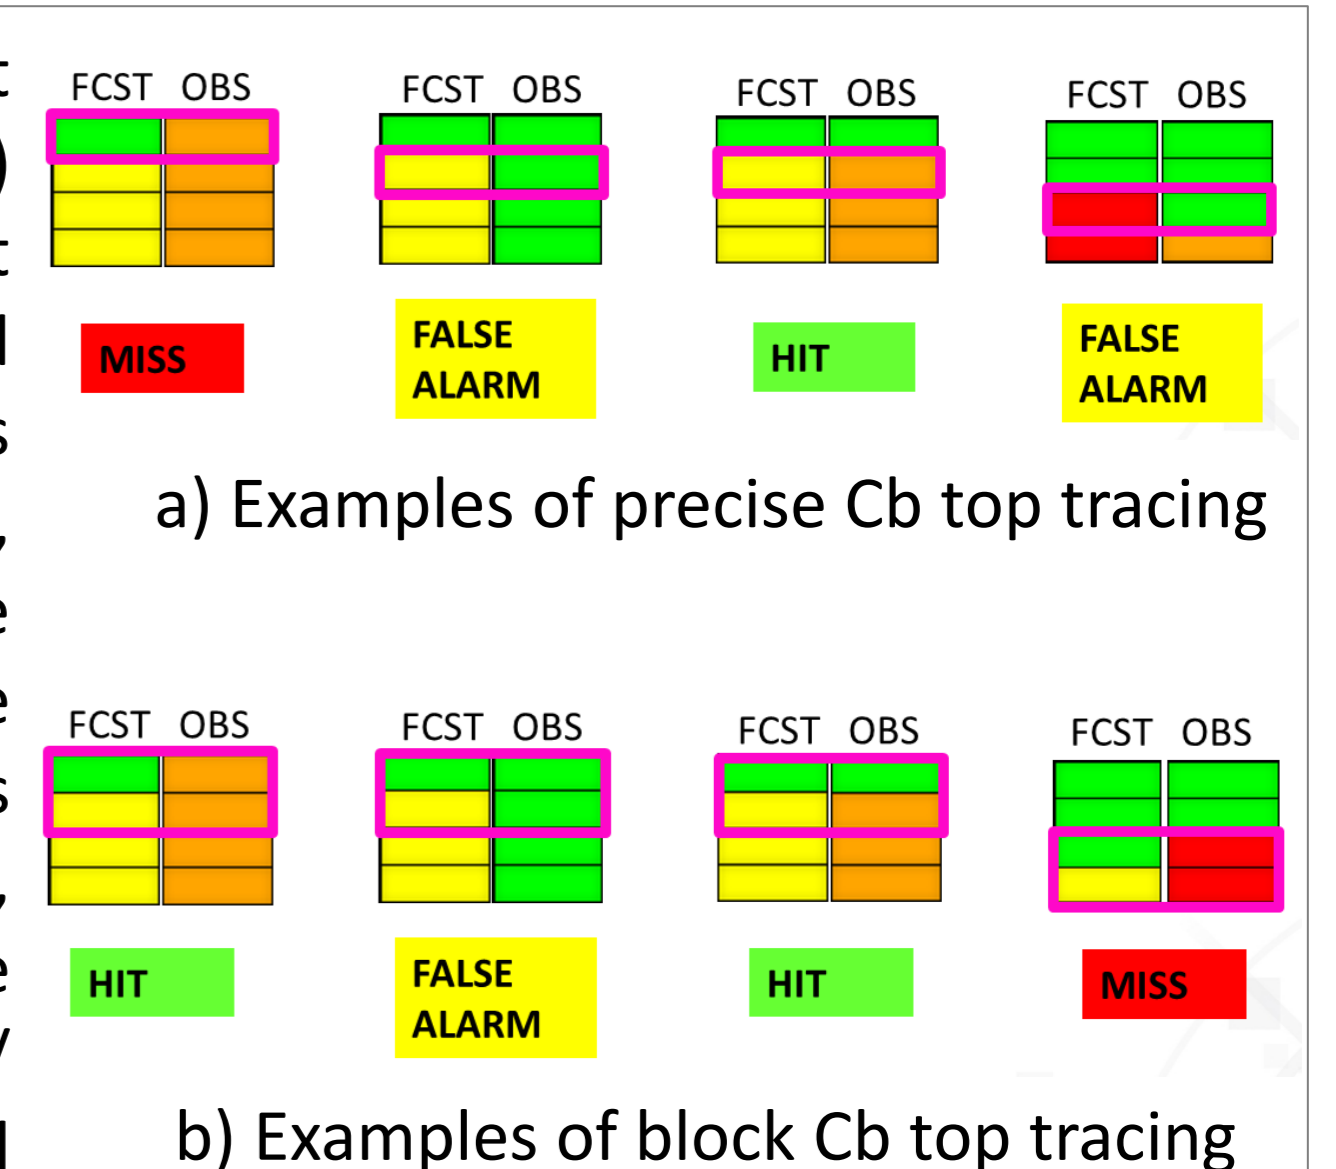 FCST OBS FCST OBS FCST OBS FCST OBS
MISS
FALSE
ALARM
HIT
FALSE
ALARM
a) Examples of precise Cb top tracing
FCST OBS FCST OBS FCST OBS FCST OBS
HIT
FALSE
ALARM
HIT
MISS
b) Examples of block Cb top tracing